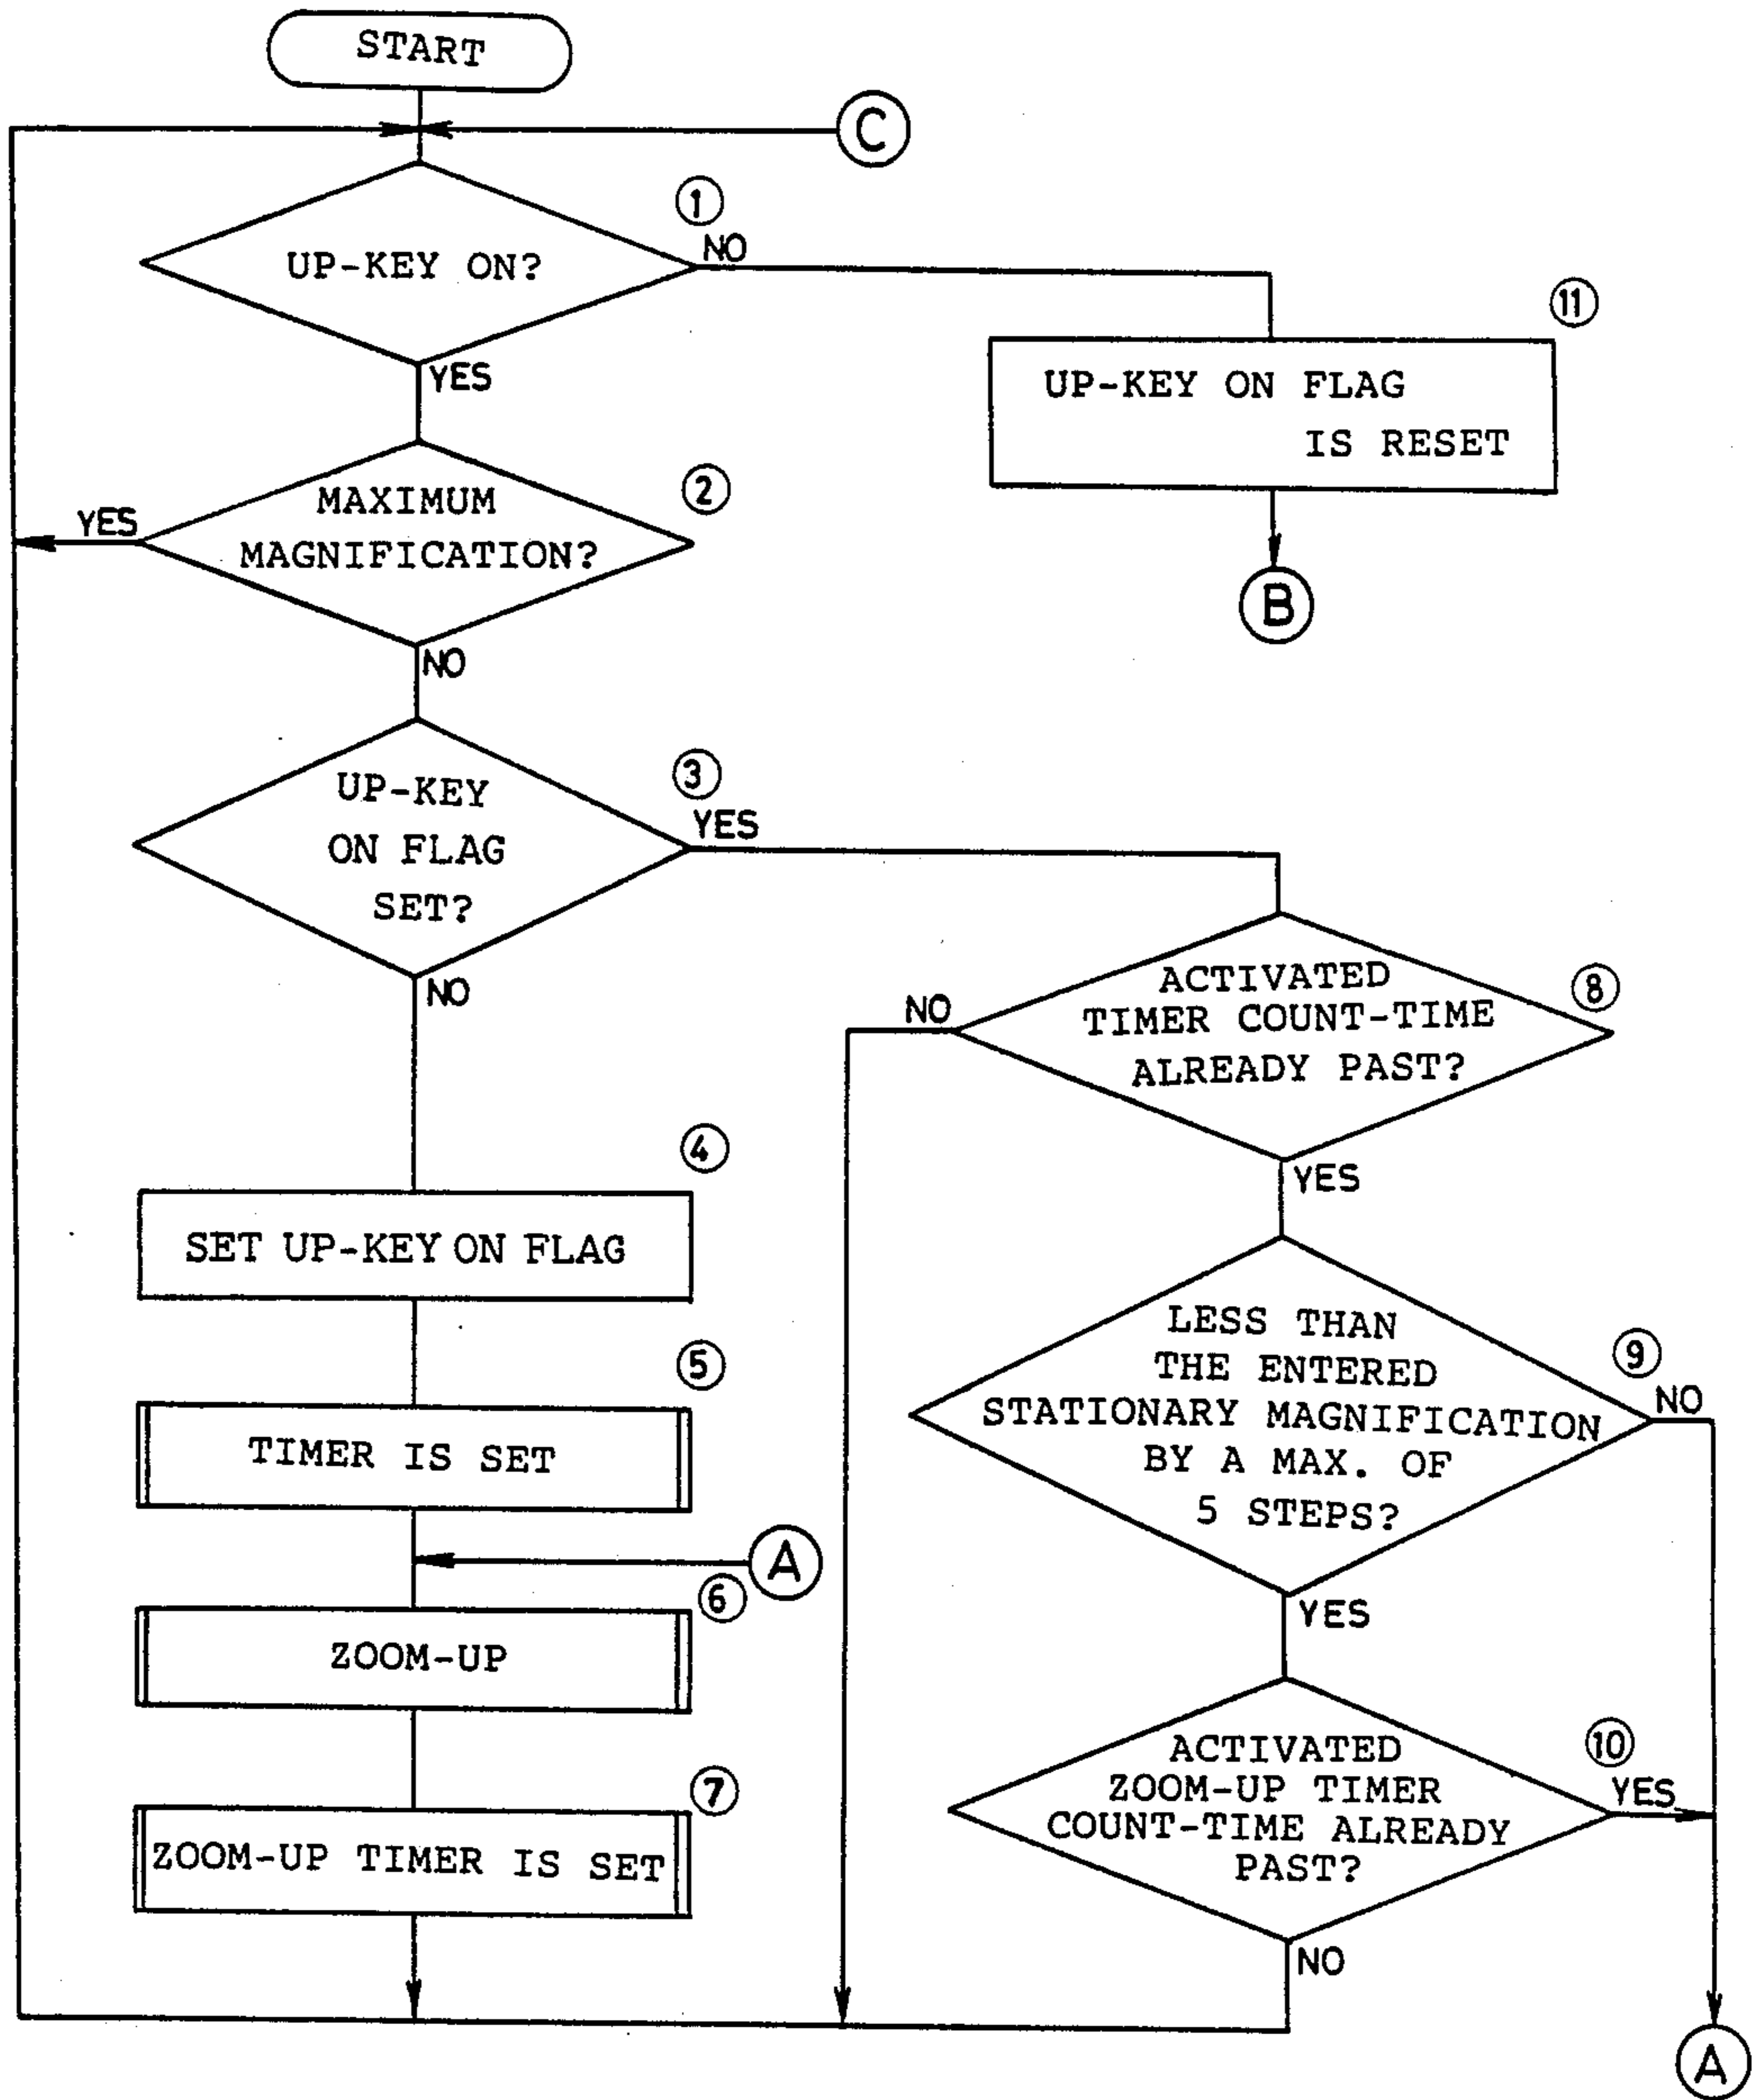 START
C
①
UP-KEY ON?
NO
YES
⑪
UP-KEY ON FLAG
IS RESET
B
②
MAXIMUM
MAGNIFICATION?
YES
NO
③
UP-KEY
ON FLAG
SET?
YES
NO
④
SET UP-KEY ON FLAG
⑤
TIMER IS SET
A
⑥
ZOOM-UP
⑦
ZOOM-UP TIMER IS SET
⑧
ACTIVATED
TIMER COUNT-TIME
ALREADY PAST?
NO
YES
⑨
LESS THAN
THE ENTERED
STATIONARY MAGNIFICATION
BY A MAX. OF
5 STEPS?
NO
YES
⑩
ACTIVATED
ZOOM-UP TIMER
COUNT-TIME ALREADY
PAST?
YES
NO
A